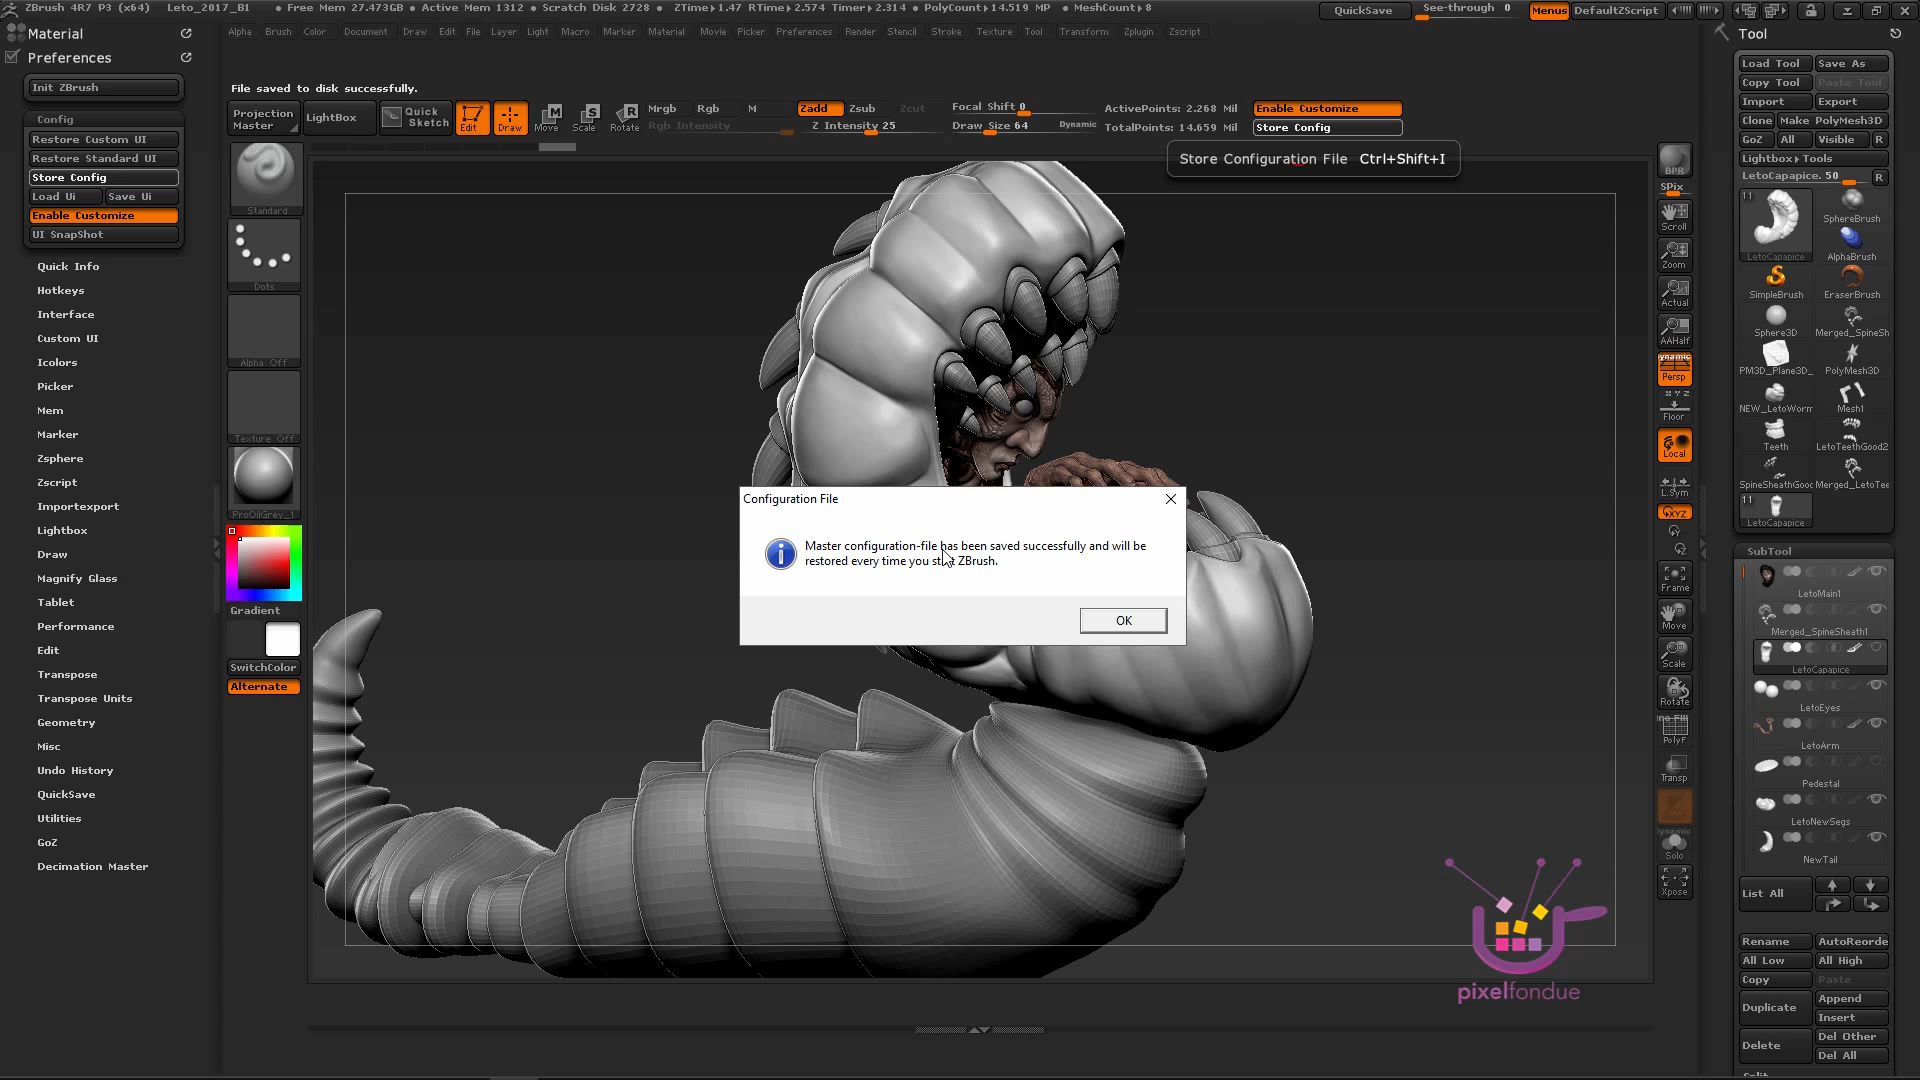 ZBrush 4R7 P3 (x64) Leto_2017_B1 • Free Mem 27.473GB • Active Mem 1312 • Scratch Disk 2728 • ZTime▸1.47 RTime▸2.574 Timer▸2.314 • PolyCount▸14.519 MP • MeshCount▸8 QuickSave See-through 0 Menus DefaultZScript
Alpha Brush Color Document Draw Edit File Layer Light Macro Marker Material Movie Picker Preferences Render Stencil Stroke Texture Tool Transform Zplugin Zscript
Material
Preferences
Init ZBrush
Config
Restore Custom UI
Restore Standard UI
Store Config
Load Ui Save Ui
Enable Customize
UI SnapShot
Quick Info
Hotkeys
Interface
Custom UI
Icolors
Picker
Mem
Marker
Zsphere
Zscript
Importexport
Lightbox
Draw
Magnify Glass
Tablet
Performance
Edit
Transpose
Transpose Units
Geometry
Misc
Undo History
QuickSave
Utilities
GoZ
Decimation Master
File saved to disk successfully.
Projection Master
LightBox
Quick Sketch
Edit
Draw
Move
Scale
Rotate
Mrgb Rgb M
Rgb Intensity
Zadd Zsub Zcut
Z Intensity 25
Focal Shift 0
Draw Size 64 Dynamic
ActivePoints: 2.268 Mil
TotalPoints: 14.659 Mil
Enable Customize
Store Config
Store Configuration File Ctrl+Shift+I
Standard
Dots
Alpha Off
Texture Off
ProOilGrey_1
Gradient
SwitchColor
Alternate
Configuration File
Master configuration-file has been saved successfully and will be
restored every time you start ZBrush.
OK
BPR
SPix
Scroll
Zoom
Actual
AAHalf
Persp
X Y Z
Floor
Local
L.Sym
XYZ
Frame
Move
Scale
Rotate
PolyF
Transp
Solo
Xpose
Tool
Load Tool Save As
Copy Tool Paste Tool
Import Export
Clone Make PolyMesh3D
GoZ All Visible R
Lightbox▸Tools
LetoCapapice. 50 R
11
LetoCapapice
SphereBrush
AlphaBrush
SimpleBrush EraserBrush
Sphere3D Merged_SpineSh
PM3D_Plane3D_ PolyMesh3D
NEW_LetoWorm Mesh1
Teeth LetoTeethGood2
SpineSheathGood Merged_LetoTee
11
LetoCapapice
SubTool
LetoMain1
Merged_SpineSheath1
LetoCapapice
LetoEyes
LetoArm
Pedestal
LetoNewSegs
NewTail
List All
Rename AutoReorde
All Low All High
Copy Paste
Duplicate Append
Insert
Delete Del Other
Del All
pixelfondue